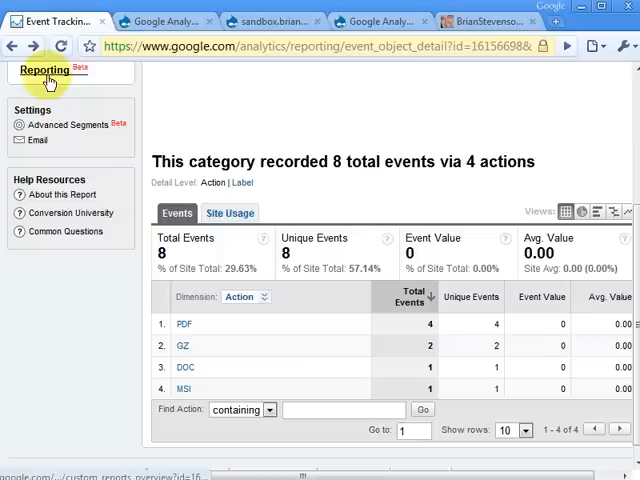 Google
Event Trackin... Google Analy... sandbox.brian... Google Analy... BrianStevenso...
https://www.google.com/analytics/reporting/event_object_detail?id=16156698&
Reporting Beta
Settings
Advanced Segments Beta
Email
Help Resources
About this Report
Conversion University
Common Questions
This category recorded 8 total events via 4 actions
Detail Level: Action | Label
Events Site Usage Views:
Total Events Unique Events Event Value Avg. Value
8 8 0 0.00
% of Site Total: 29.63% % of Site Total: 57.14% % of Site Total: 0.00% Site Avg: 0.00 (0.00%)
Dimension: Action Total Events Unique Events Event Value Avg. Value
1. PDF 4 4 0 0.00
2. GZ 2 2 0 0.00
3. DOC 1 1 0 0.00
4. MSI 1 1 0 0.00
Find Action: containing Go
Go to: 1 Show rows: 10 1 - 4 of 4
google.com/.../custom_reports_overview?id=16...